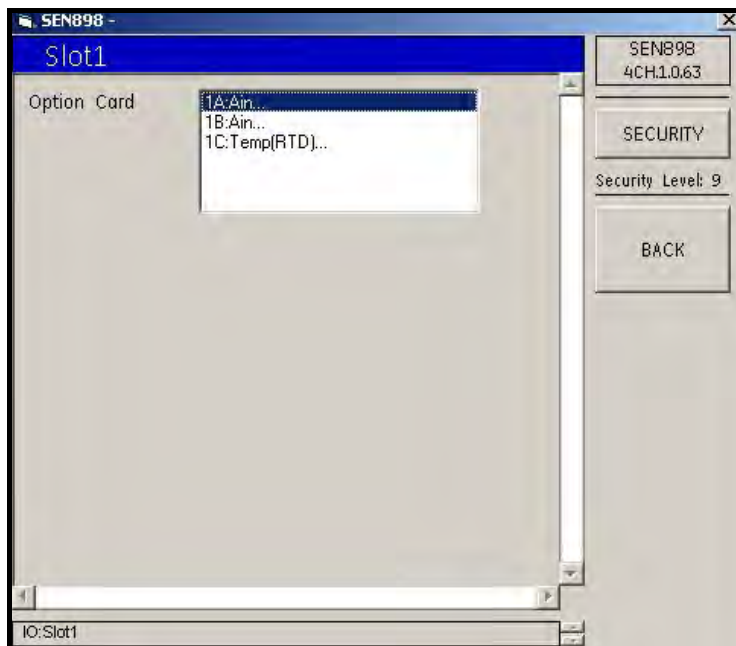 SEN898 -
Slot1
Option Card
1A:Ain...
1B:Ain...
1C:Temp(RTD)...
SEN898
4CH.1.0.63
SECURITY
Security Level: 9
BACK
IO:Slot1